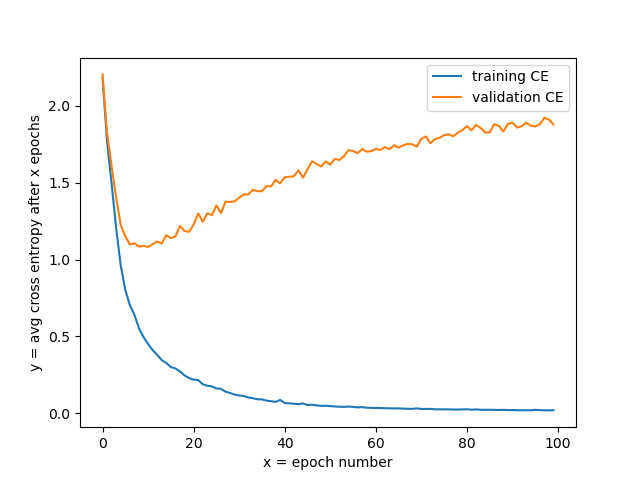 training CE
validation CE
2.0
1.5
1.0
0.5
0.0
y = avg cross entropy after x epochs
0 20 40 60 80 100
x = epoch number